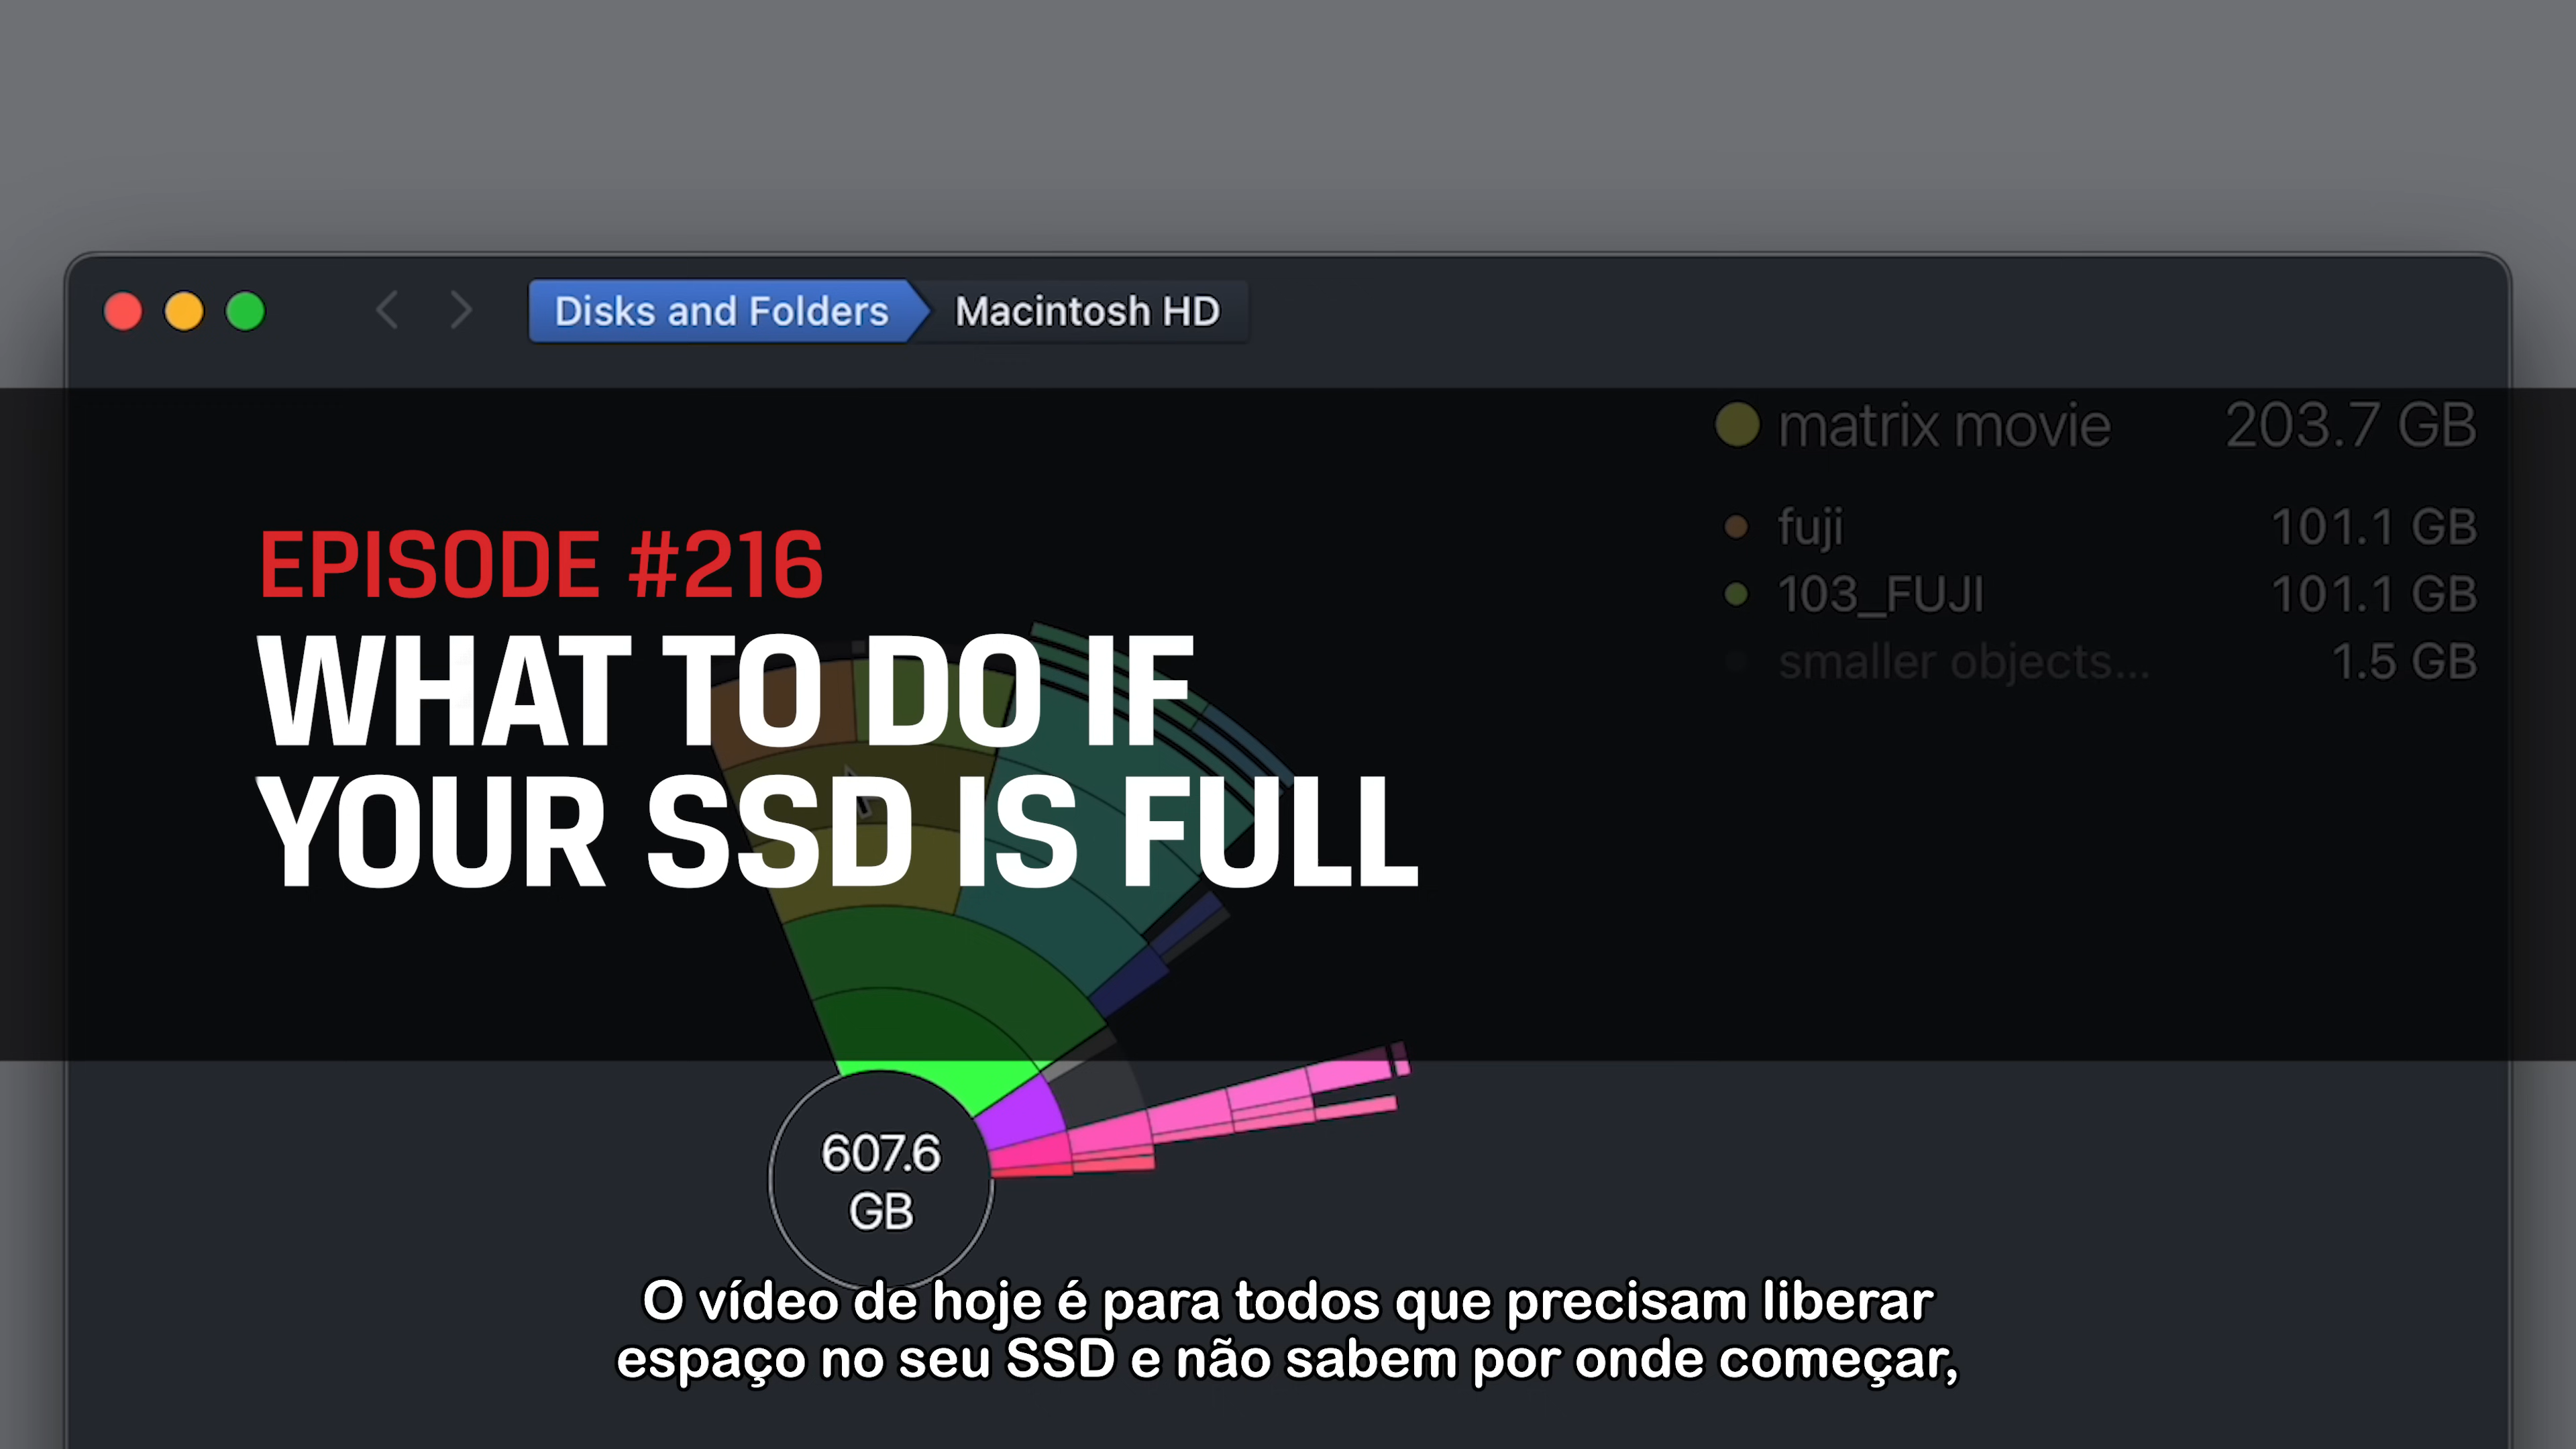 Disks and Folders Macintosh HD
matrix movie 203.7 GB
fuji 101.1 GB
103_FUJI 101.1 GB
smaller objects... 1.5 GB
EPISODE #216
WHAT TO DO IF
YOUR SSD IS FULL
607.6
GB
O vídeo de hoje é para todos que precisam liberar
espaço no seu SSD e não sabem por onde começar,